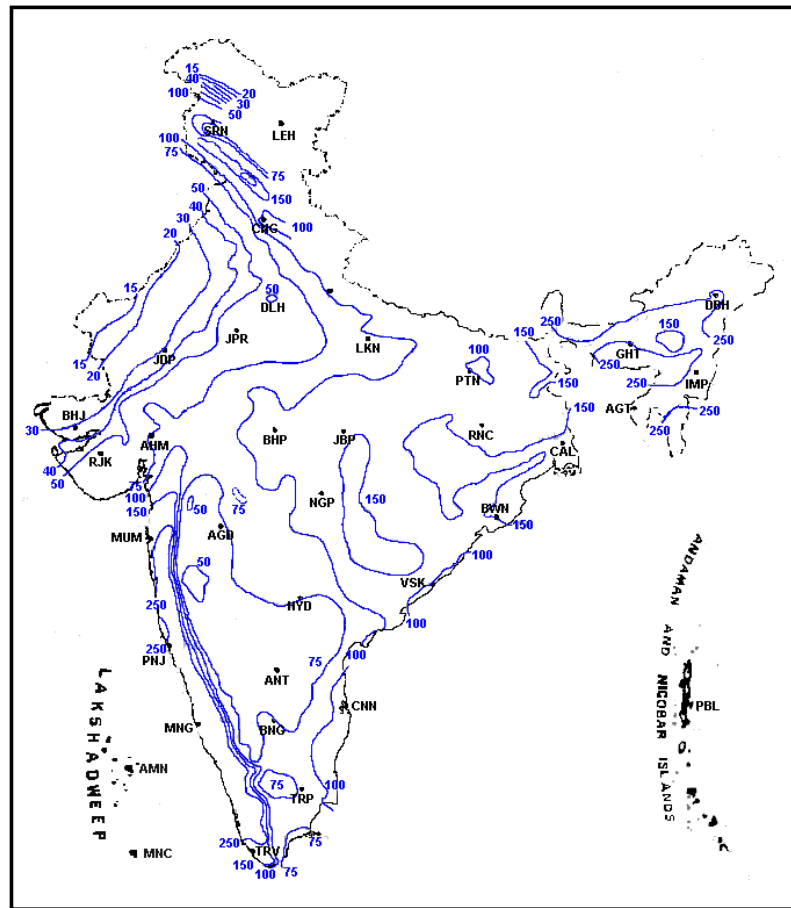 15
40
20
100
30
50
SRN
LEH
100
75
75
150
50
40
30
CHG
100
20
15
50
DLH
DBH
250
150
150
250
JPR
JDP
LKN
GHT
100
15
250
20
PTN
150
250
IMP
BHJ
150
AGT
250
30
250
AHM
BHP
JBP
RNC
CAL
RJK
40
50
75
100
150
150
NGP
50
75
BWN
150
AGD
MUM
100
50
VSK
250
HYD
100
250
100
PNJ
75
ANT
MNG
BNG
CNN
AMN
75
TRP
100
250
75
MNC
TRV
150
100
75
LAKSHADWEEP
ANDAMAN AND NICOBAR ISLANDS
PBL